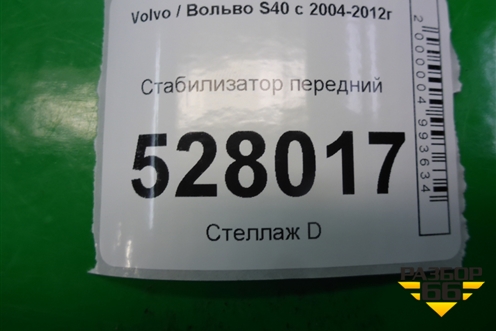 Volvo / Вольво S40 с 2004-2012г
Стабилизатор передний
528017
Стеллаж D
2000004993634
РАЗБОР
66